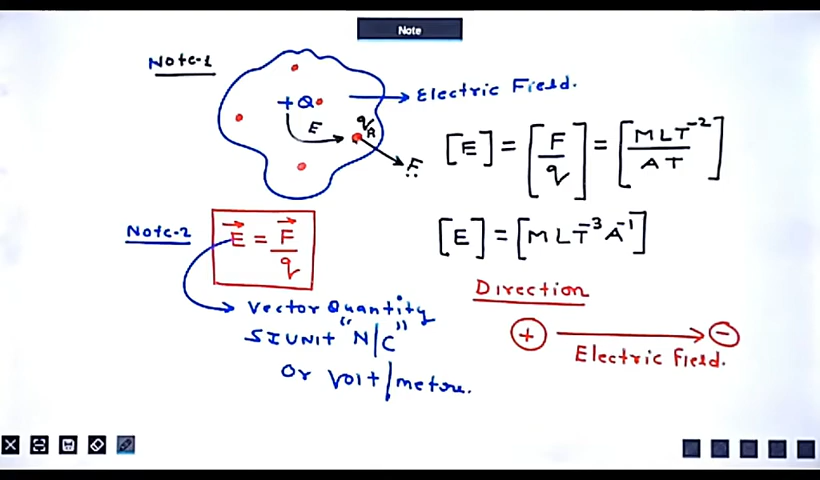 Note
Note-1
+Q
E
qA
F
Electric Field.
[E] = [F/q] = [MLT⁻²/AT]
[E] = [MLT⁻³A⁻¹]
Note-2
E = F/q
Vector Quantity
SI UNIT "N/C"
Or Volt/metre.
Direction
+ −
Electric Field.